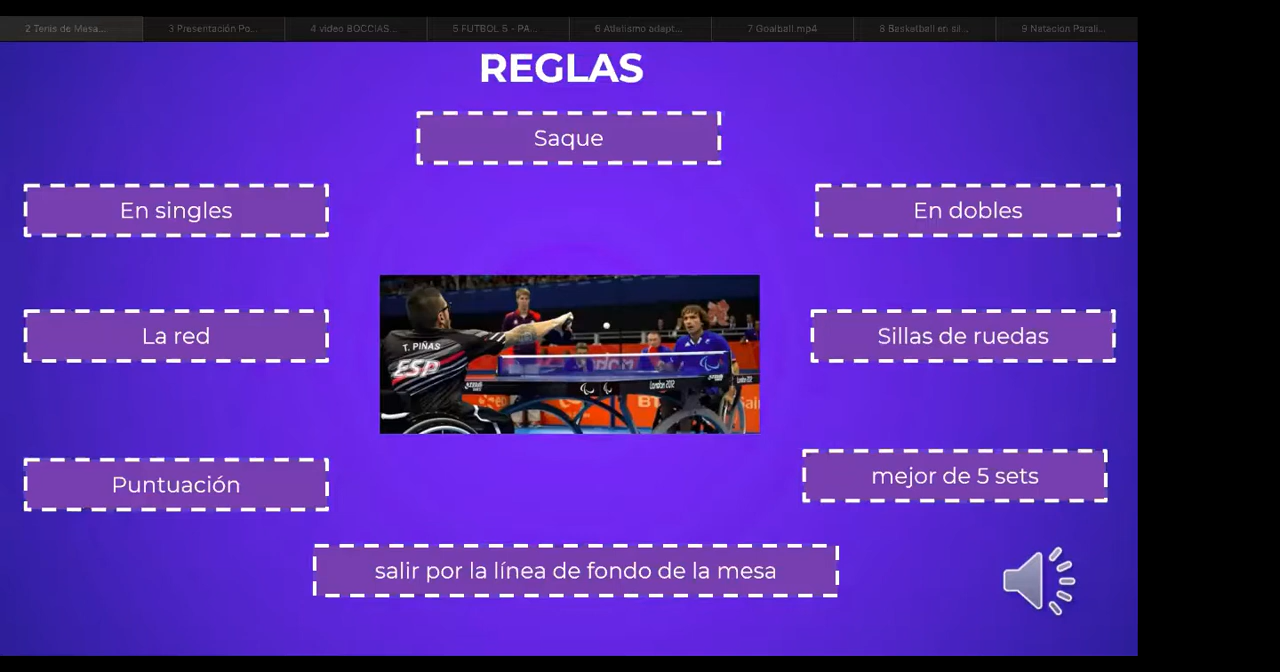 2 Tenis de Mesa...
3 Presentación Po...
4 video BOCCIAS...
5 FUTBOL 5 - PA...
6 Atletismo adapt...
7 Goalball.mp4
8 Basketball en sil...
9 Natacion Parali...
REGLAS
Saque
En singles
En dobles
T. PIÑAS
ESP
London 2012
La red
Sillas de ruedas
Puntuación
mejor de 5 sets
salir por la línea de fondo de la mesa